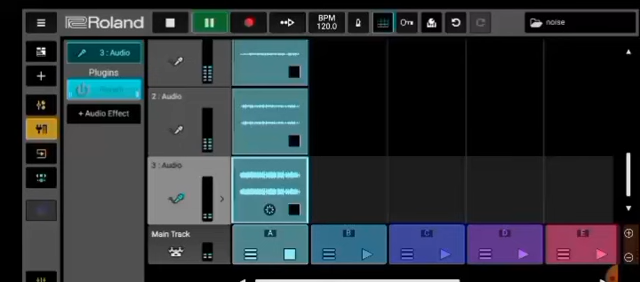 Roland
BPM
120.0
noise
3 : Audio
Plugins
+ Audio Effect
2 : Audio
3 : Audio
Main Track
A
B
C
D
E